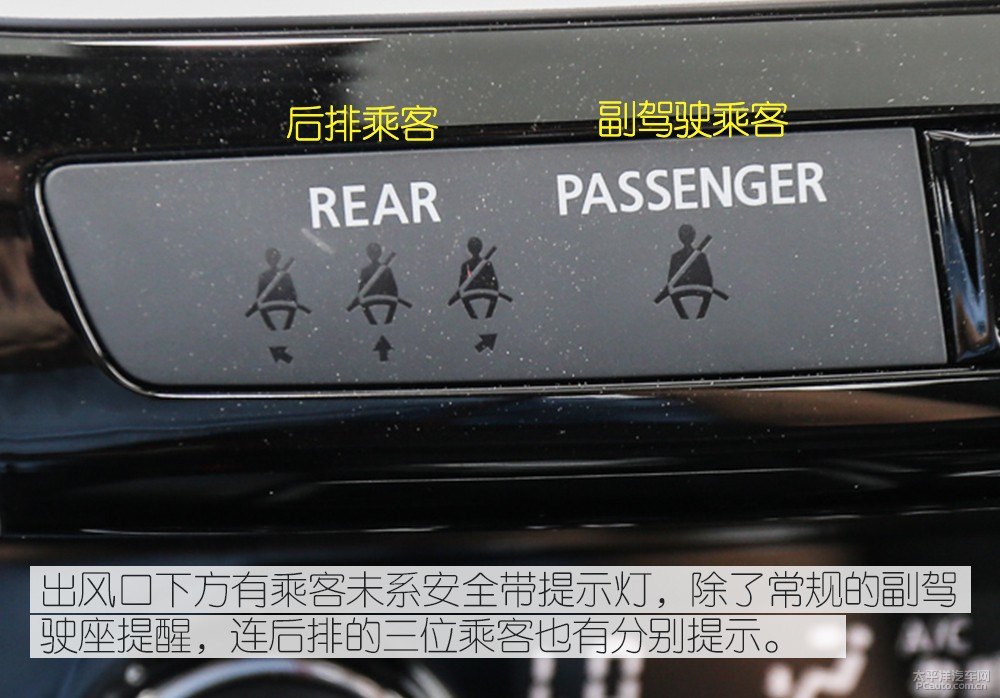 后排乘客 副驾驶乘客
REAR PASSENGER
出风口下方有乘客未系安全带提示灯，除了常规的副驾
驶座提醒，连后排的三位乘客也有分别提示。
A/C
太平洋汽车网
PCauto.com.cn